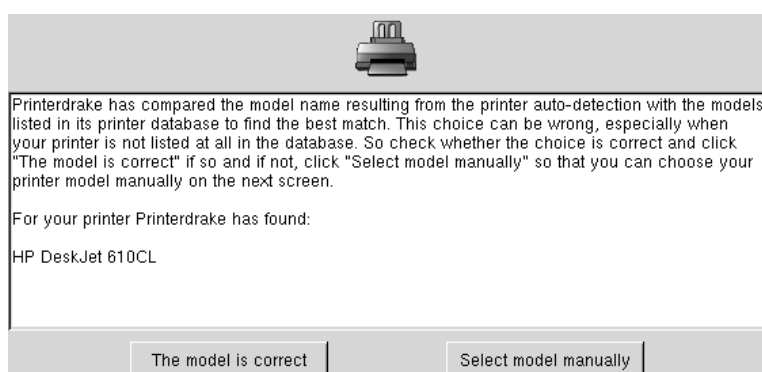 Printerdrake has compared the model name resulting from the printer auto-detection with the models
listed in its printer database to find the best match. This choice can be wrong, especially when
your printer is not listed at all in the database. So check whether the choice is correct and click
"The model is correct" if so and if not, click "Select model manually" so that you can choose your
printer model manually on the next screen.
For your printer Printerdrake has found:
HP DeskJet 610CL
The model is correct
Select model manually